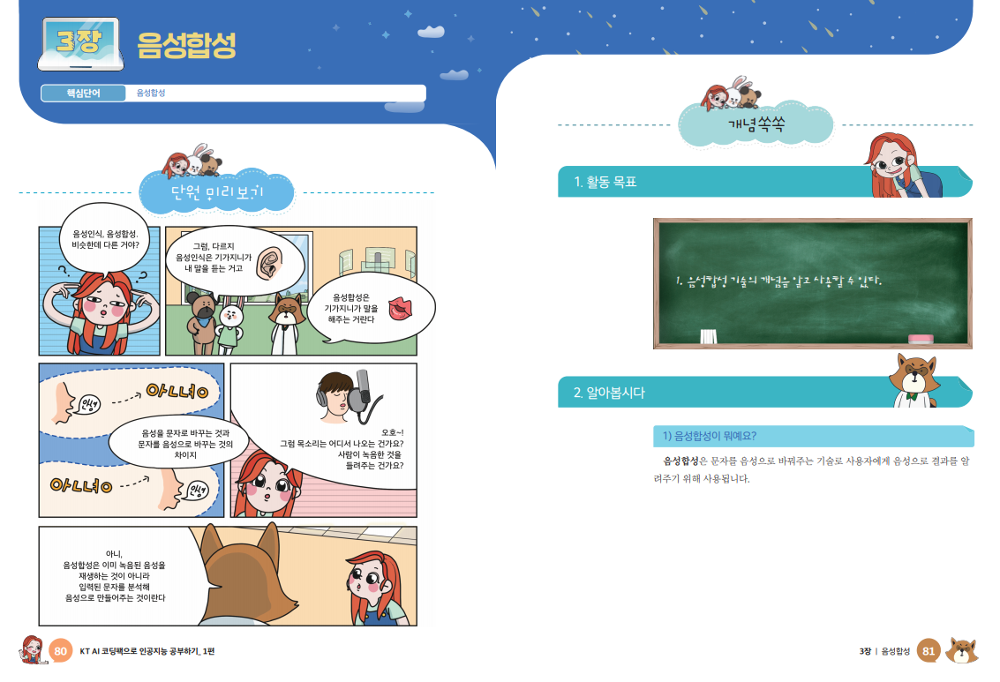 3장
음성합성
핵심단어
음성합성
단원 미리보기
음성인식, 음성합성.
비슷한데 다른 거야?
?
?
그럼, 다르지
음성인식은 기가지니가
내 말을 듣는 거고
음성합성은
기가지니가 말을
해주는 거란다
안녕
ㅏㄴㄴㅕㅇ
음성을 문자로 바꾸는 것과
문자를 음성으로 바꾸는 것의
차이지
안녕
오호~!
그럼 목소리는 어디서 나오는 건가요?
사람이 녹음한 것을
들려주는 건가요?
아니,
음성합성은 이미 녹음된 음성을
재생하는 것이 아니라
입력된 문자를 분석해
음성으로 만들어주는 것이란다
80
KT AI 코딩팩으로 인공지능 공부하기_ 1편
개념쏙쏙
1. 활동 목표
1. 음성합성 기술의 개념을 알고 사용할 수 있다.
2. 알아봅시다
1) 음성합성이 뭐예요?
음성합성은 문자를 음성으로 바꿔주는 기술로 사용자에게 음성으로 결과를 알
려주기 위해 사용됩니다.
3장 | 음성합성
81